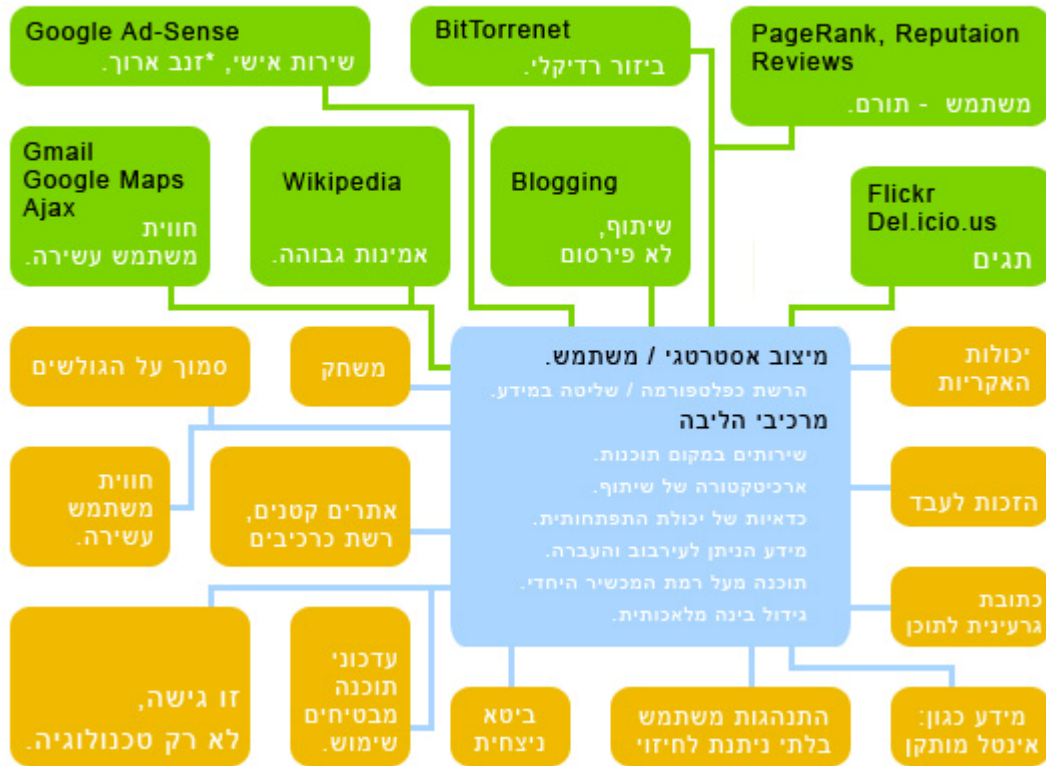 Google Ad-Sense
שירות אישי, *זנב ארוך.
BitTorrenet
ביזור רדיקלי.
PageRank, Reputaion
Reviews
משתמש - תורם.
Gmail
Google Maps
Ajax
חווית
משתמש עשירה.
Wikipedia
אמינות גבוהה.
Blogging
שיתוף,
לא פירסום
Flickr
Del.icio.us
תגים
סמוך על הגולשים
משחק
מיצוב אסטרטגי / משתמש.
הרשת כפלטפורמה / שליטה במידע.
מרכיבי הליבה
שירותים במקום תוכנות.
ארכיטקטורה של שיתוף.
כדאיות של יכולת התפתחותית.
מידע הניתן לעירבוב והעברה.
תוכנה מעל רמת המכשיר היחדי.
גידול בינה מלאכותית.
יכולות
האקריות
חווית
משתמש
עשירה.
אתרים קטנים,
רשת כרכיבים
הזכות לעבד
כתובת
גרעינית לתוכן
זו גישה,
לא רק טכנולוגיה.
עדכוני
תוכנה
מבטיחים
שימוש.
ביטא
ניצחית
התנהגות משתמש
בלתי ניתנת לחיזוי
מידע כגון:
אינטל מותקן